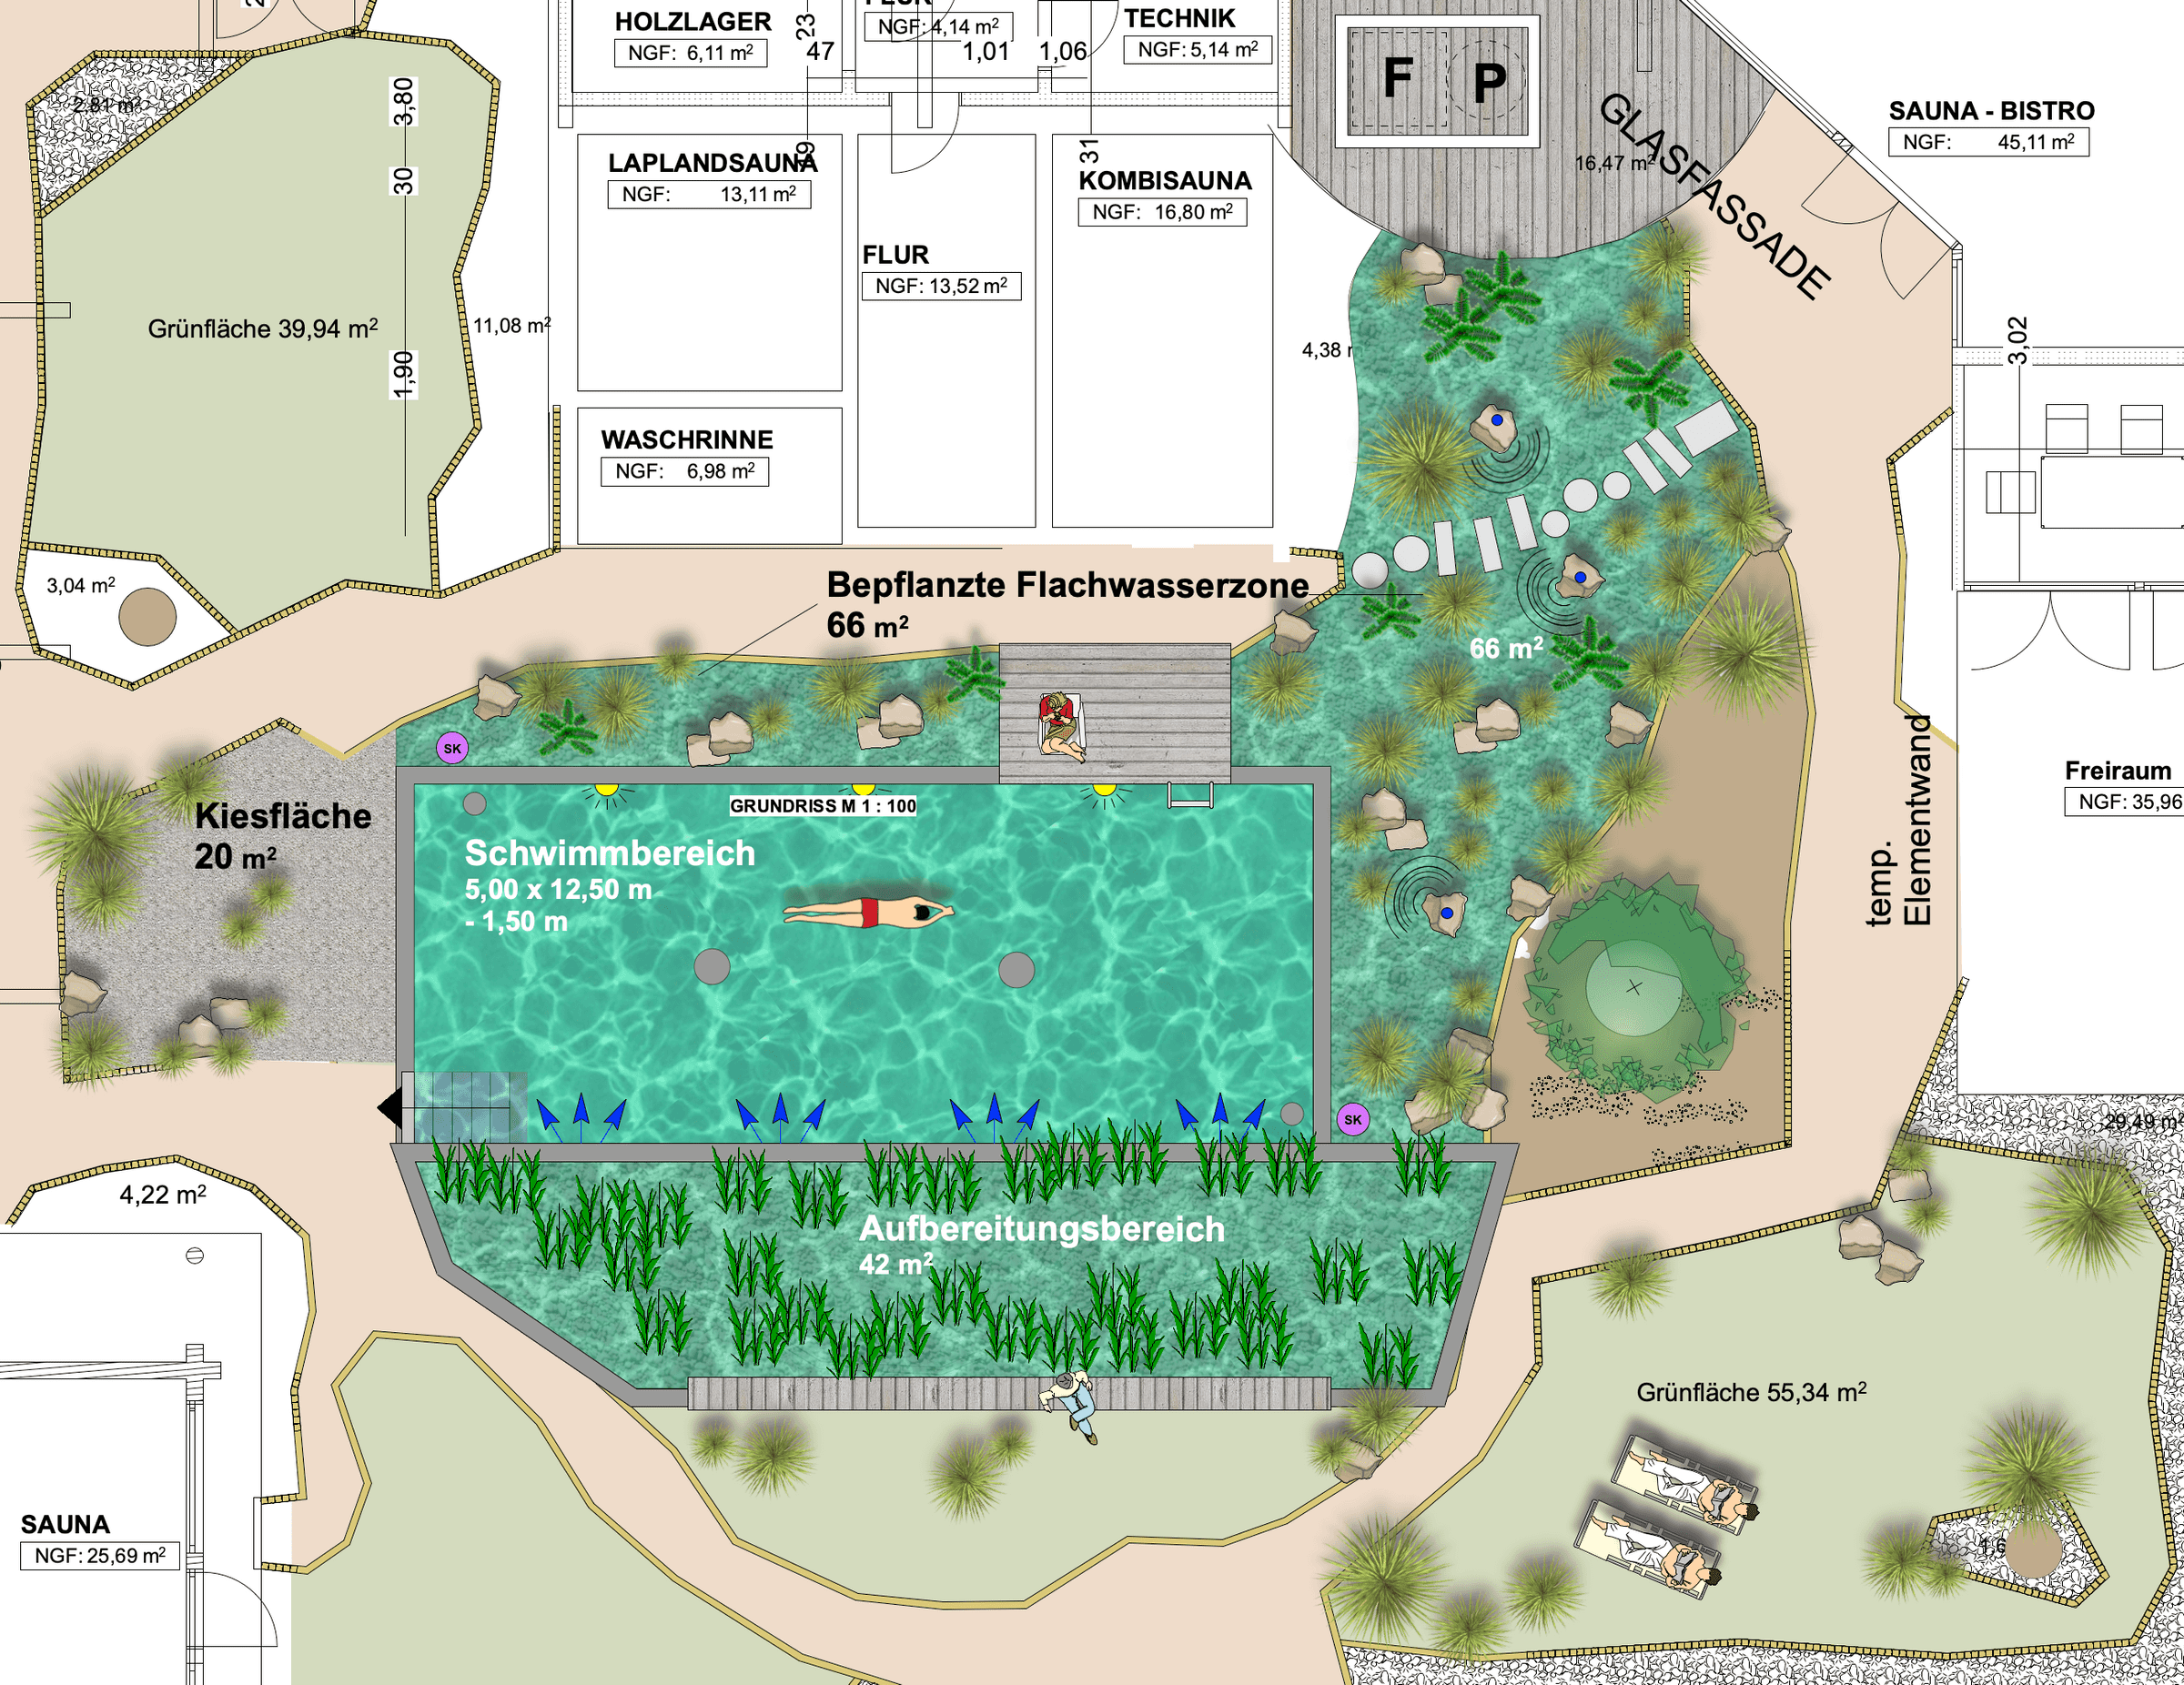 HOLZLAGER
NGF: 6,11 m²
23
47
FLUR
NGF: 4,14 m²
1,01
1,06
TECHNIK
NGF: 5,14 m²
F P
GLASFASSADE
16,47 m²
SAUNA - BISTRO
NGF: 45,11 m²
2,81 m²
3,80
30
1,90
Grünfläche 39,94 m²
11,08 m²
3,04 m²
LAPLANDSAUNA
NGF: 13,11 m²
31
KOMBISAUNA
NGF: 16,80 m²
FLUR
NGF: 13,52 m²
4,38
3,02
WASCHRINNE
NGF: 6,98 m²
Bepflanzte Flachwasserzone
66 m²
66 m²
SK
Kiesfläche
20 m²
GRUNDRISS M 1 : 100
Schwimmbereich
5,00 x 12,50 m
- 1,50 m
temp.
Elementwand
Freiraum
NGF: 35,96
SK
29,49 m²
4,22 m²
Aufbereitungsbereich
42 m²
Grünfläche 55,34 m²
SAUNA
NGF: 25,69 m²
1,6